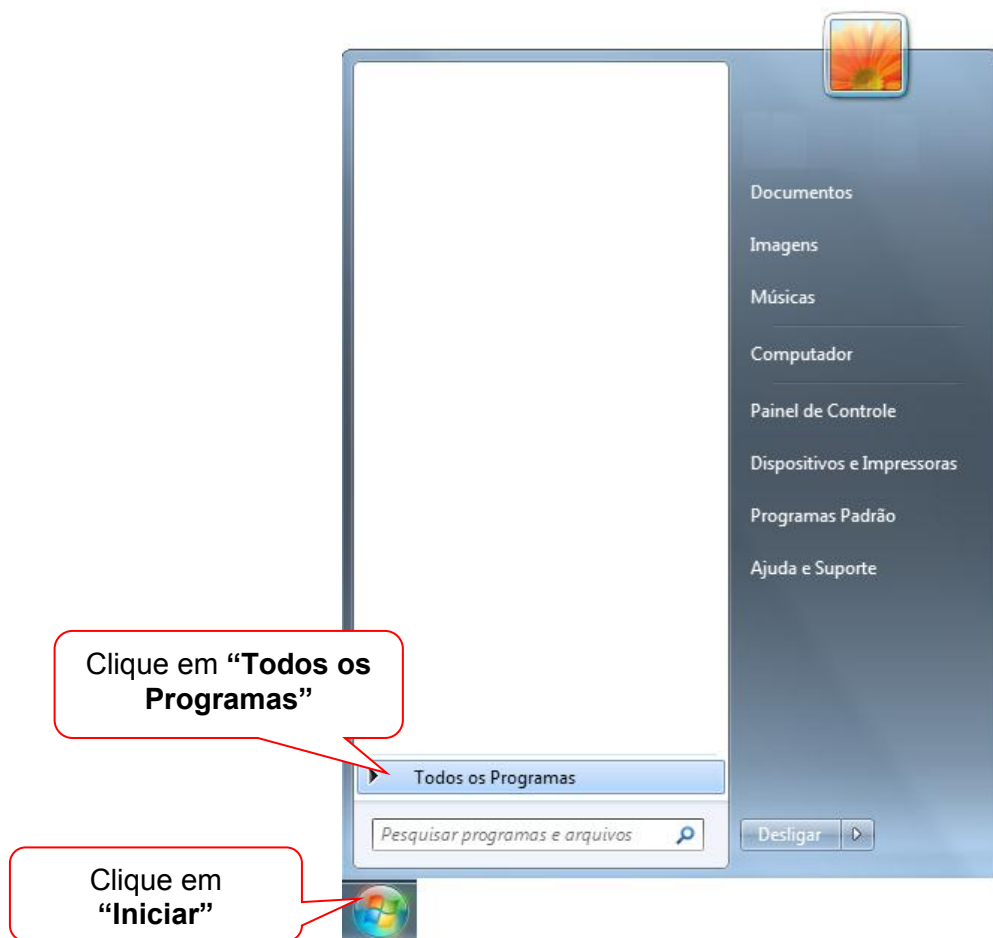 Documentos
Imagens
Músicas
Computador
Painel de Controle
Dispositivos e Impressoras
Programas Padrão
Ajuda e Suporte
Clique em “Todos os
Programas”
Todos os Programas
Pesquisar programas e arquivos
Desligar
Clique em
“Iniciar”